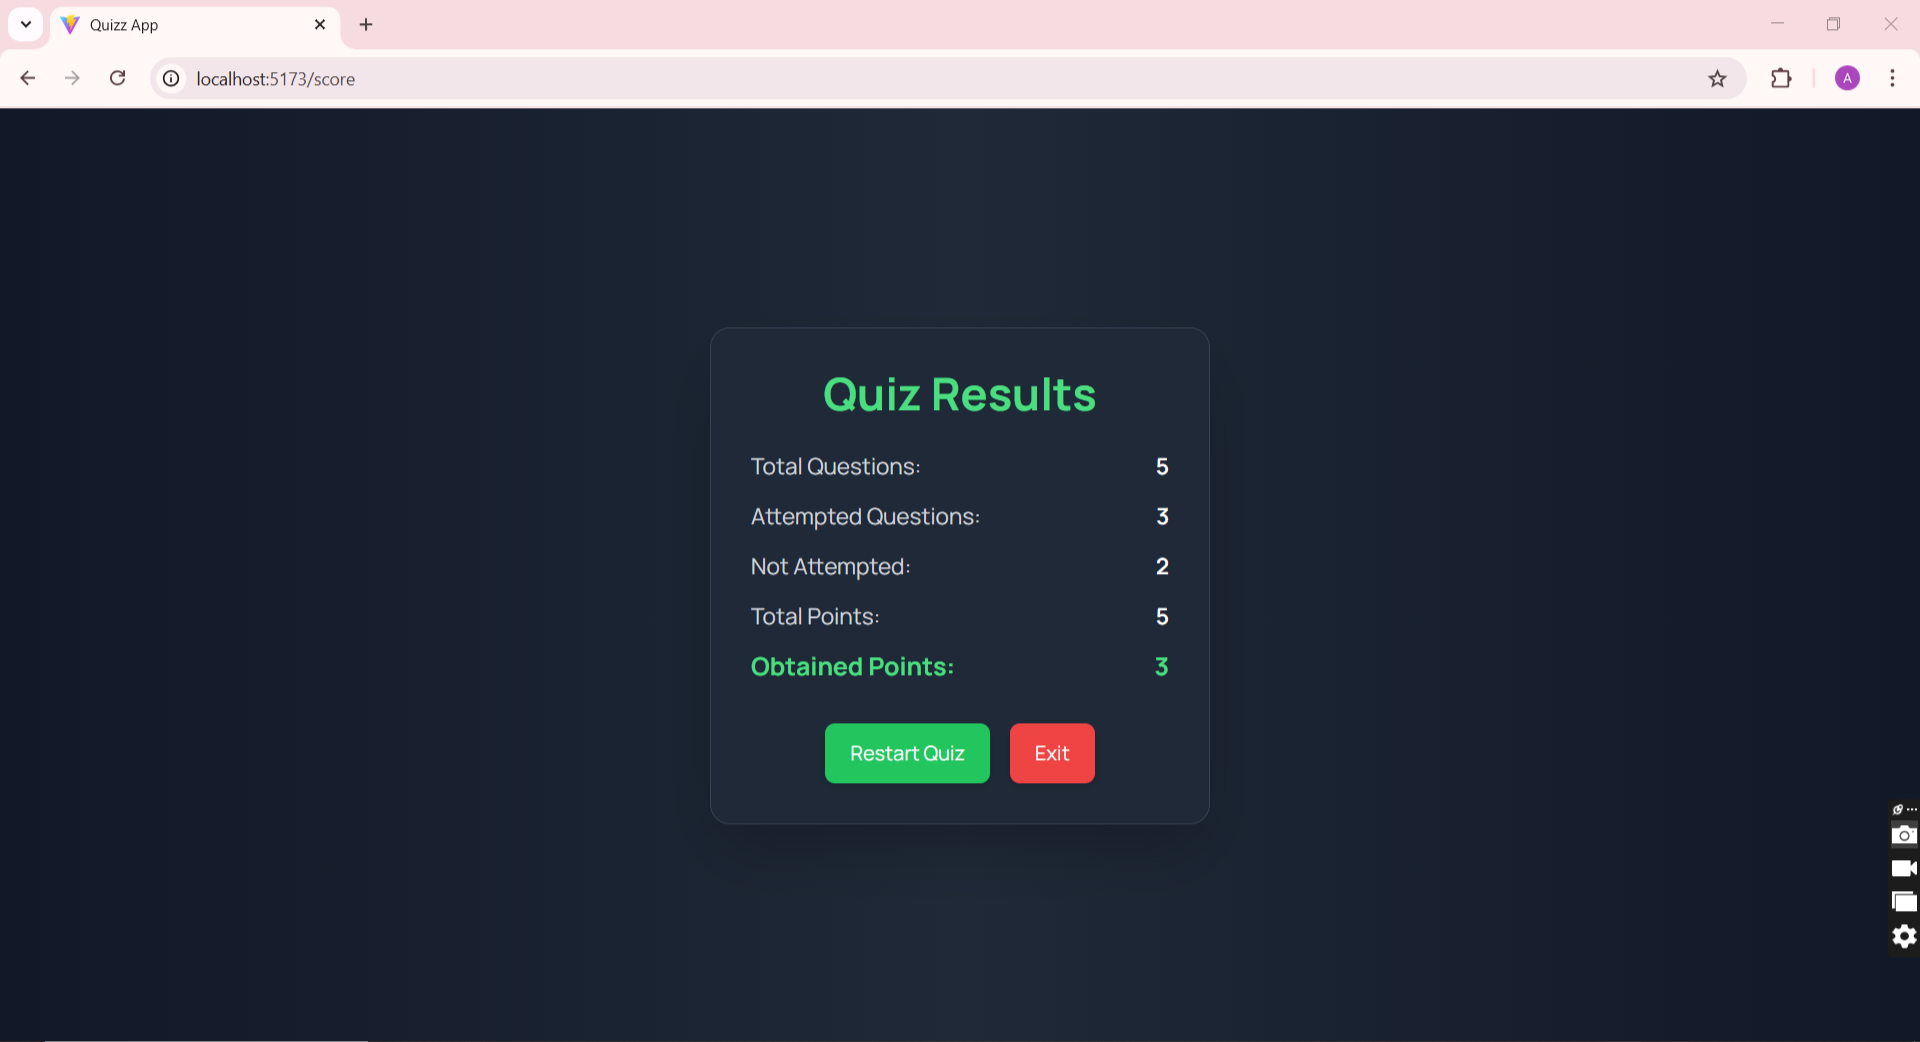 Quizz App
localhost:5173/score
A
Quiz Results
Total Questions: 5
Attempted Questions: 3
Not Attempted: 2
Total Points: 5
Obtained Points: 3
Restart Quiz Exit